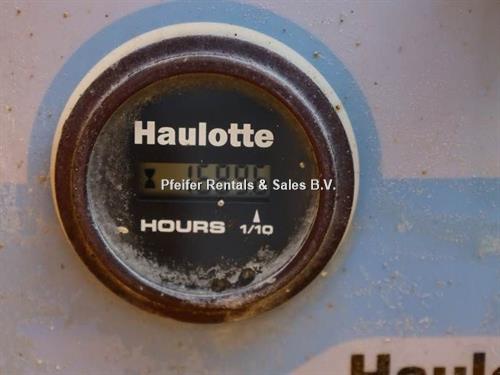 Haulotte
Pfeifer Rentals & Sales B.V.
HOURS 1/10